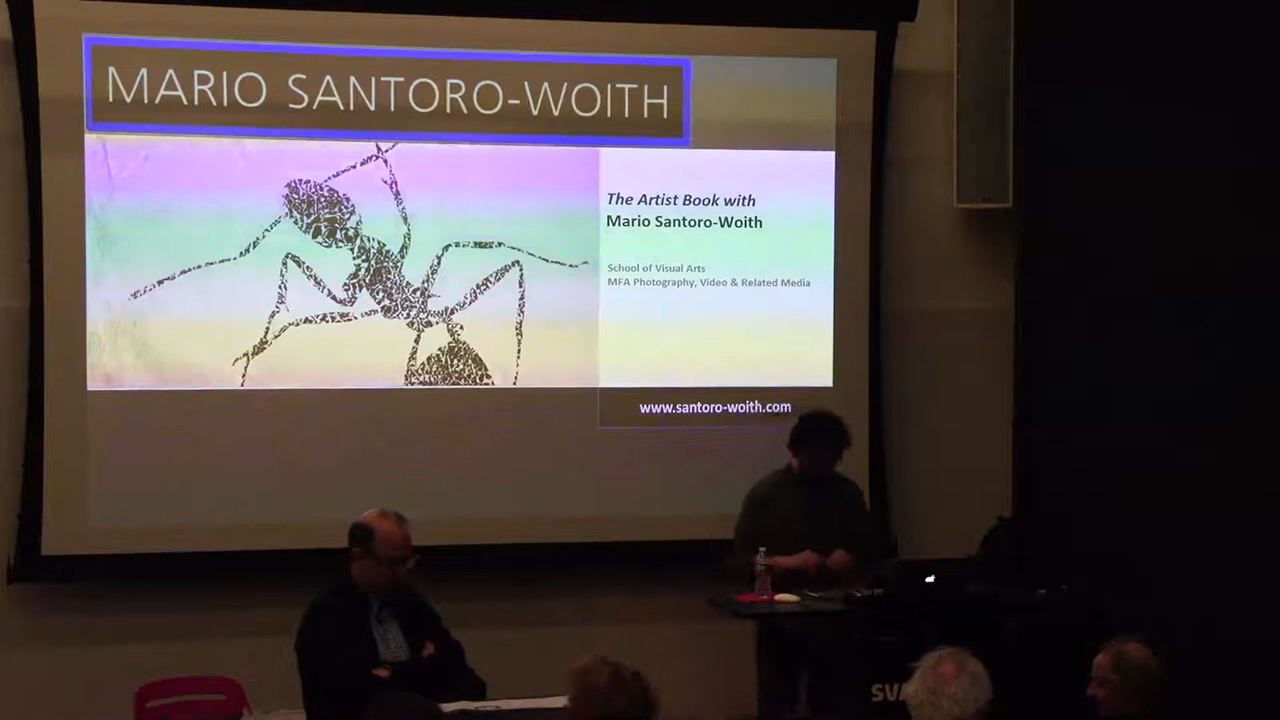 MARIO SANTORO-WOITH
The Artist Book with
Mario Santoro-Woith
School of Visual Arts
MFA Photography, Video & Related Media
www.santoro-woith.com
SVA